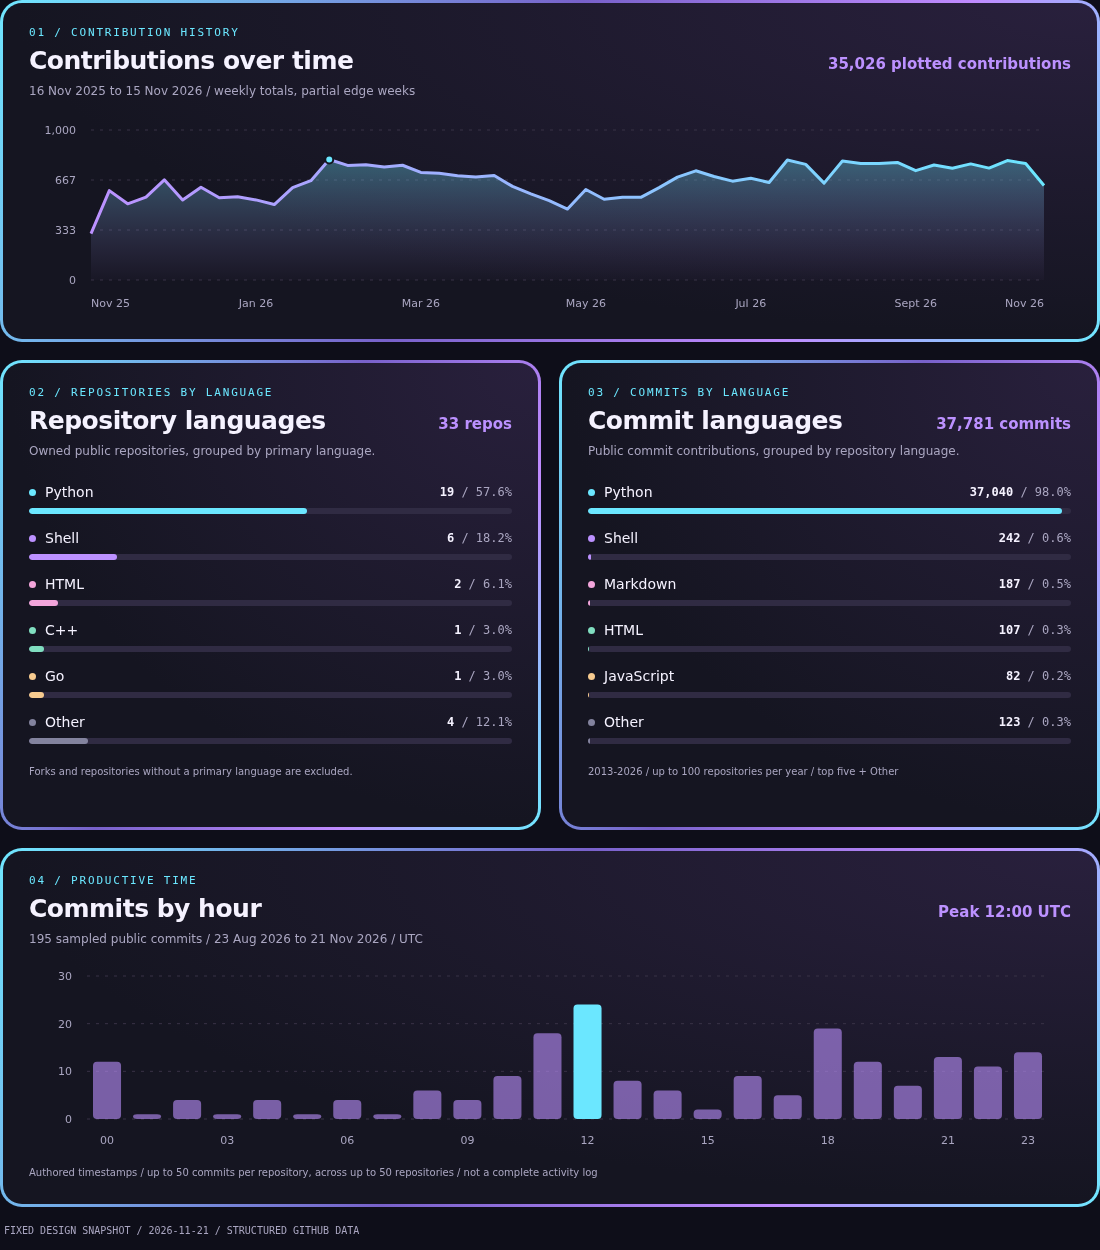 01 / CONTRIBUTION HISTORY
Contributions over time
35,026 plotted contributions
16 Nov 2025 to 15 Nov 2026 / weekly totals, partial edge weeks
1,000
667
333
0
Nov 25 Jan 26 Mar 26 May 26 Jul 26 Sept 26 Nov 26
02 / REPOSITORIES BY LANGUAGE
Repository languages
33 repos
Owned public repositories, grouped by primary language.
Python 19 / 57.6%
Shell 6 / 18.2%
HTML 2 / 6.1%
C++ 1 / 3.0%
Go 1 / 3.0%
Other 4 / 12.1%
Forks and repositories without a primary language are excluded.
03 / COMMITS BY LANGUAGE
Commit languages
37,781 commits
Public commit contributions, grouped by repository language.
Python 37,040 / 98.0%
Shell 242 / 0.6%
Markdown 187 / 0.5%
HTML 107 / 0.3%
JavaScript 82 / 0.2%
Other 123 / 0.3%
2013-2026 / up to 100 repositories per year / top five + Other
04 / PRODUCTIVE TIME
Commits by hour
Peak 12:00 UTC
195 sampled public commits / 23 Aug 2026 to 21 Nov 2026 / UTC
30
20
10
0
00 03 06 09 12 15 18 21 23
Authored timestamps / up to 50 commits per repository, across up to 50 repositories / not a complete activity log
FIXED DESIGN SNAPSHOT / 2026-11-21 / STRUCTURED GITHUB DATA